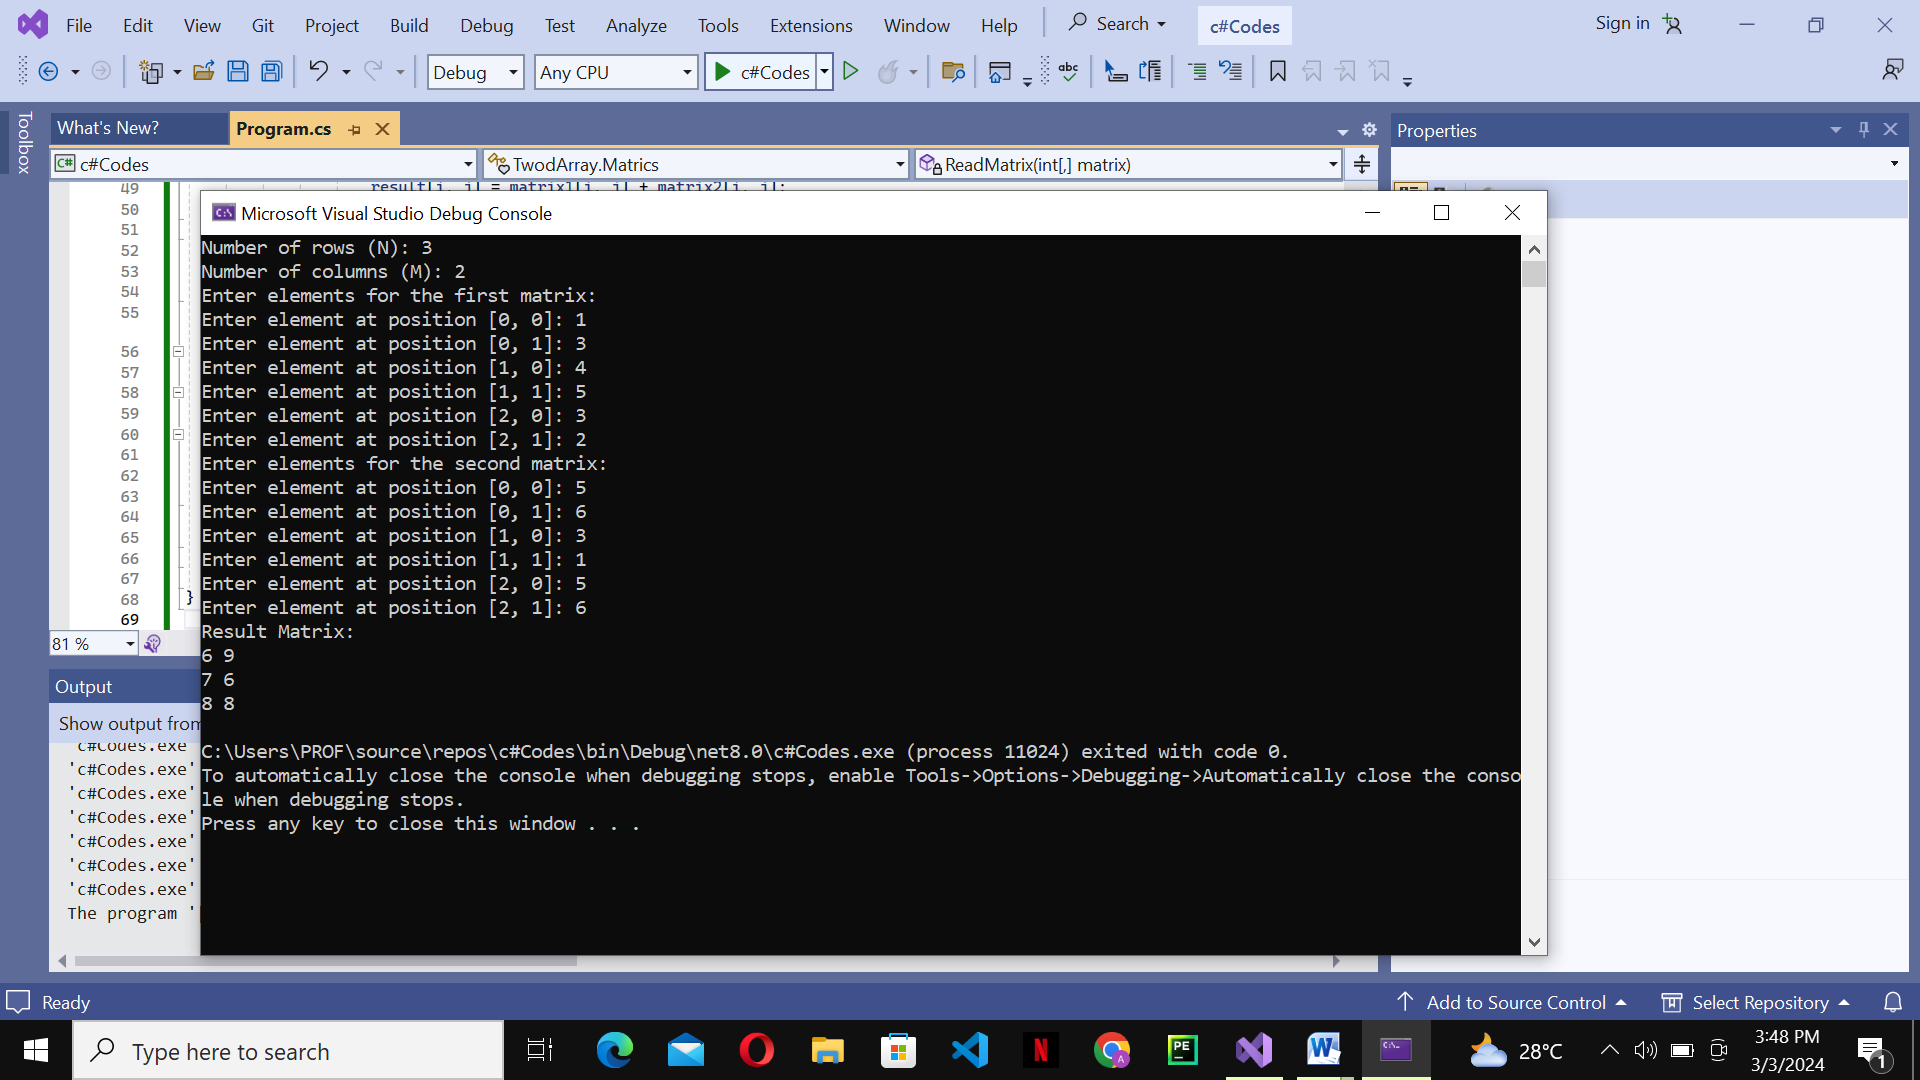 File Edit View Git Project Build Debug Test Analyze Tools Extensions Window Help Search c#Codes Sign in
Debug Any CPU c#Codes
Toolbox
What's New? Program.cs
Properties
c#Codes TwodArray.Matrics ReadMatrix(int[,] matrix)
49 result[i, j] = matrix1[i, j] + matrix2[i, j];
50
51
52
53
54
55
56
57
58
59
60
61
62
63
64
65
66
67
68 }
69
81 %
Microsoft Visual Studio Debug Console
Number of rows (N): 3
Number of columns (M): 2
Enter elements for the first matrix:
Enter element at position [0, 0]: 1
Enter element at position [0, 1]: 3
Enter element at position [1, 0]: 4
Enter element at position [1, 1]: 5
Enter element at position [2, 0]: 3
Enter element at position [2, 1]: 2
Enter elements for the second matrix:
Enter element at position [0, 0]: 5
Enter element at position [0, 1]: 6
Enter element at position [1, 0]: 3
Enter element at position [1, 1]: 1
Enter element at position [2, 0]: 5
Enter element at position [2, 1]: 6
Result Matrix:
6 9
7 6
8 8
C:\Users\PROF\source\repos\c#Codes\bin\Debug\net8.0\c#Codes.exe (process 11024) exited with code 0.
To automatically close the console when debugging stops, enable Tools->Options->Debugging->Automatically close the conso
le when debugging stops.
Press any key to close this window . . .
Output
Show output from
'c#Codes.exe'
'c#Codes.exe'
'c#Codes.exe'
'c#Codes.exe'
'c#Codes.exe'
'c#Codes.exe'
'c#Codes.exe'
The program '
Ready Add to Source Control Select Repository
Type here to search
28°C
3:48 PM
3/3/2024
1